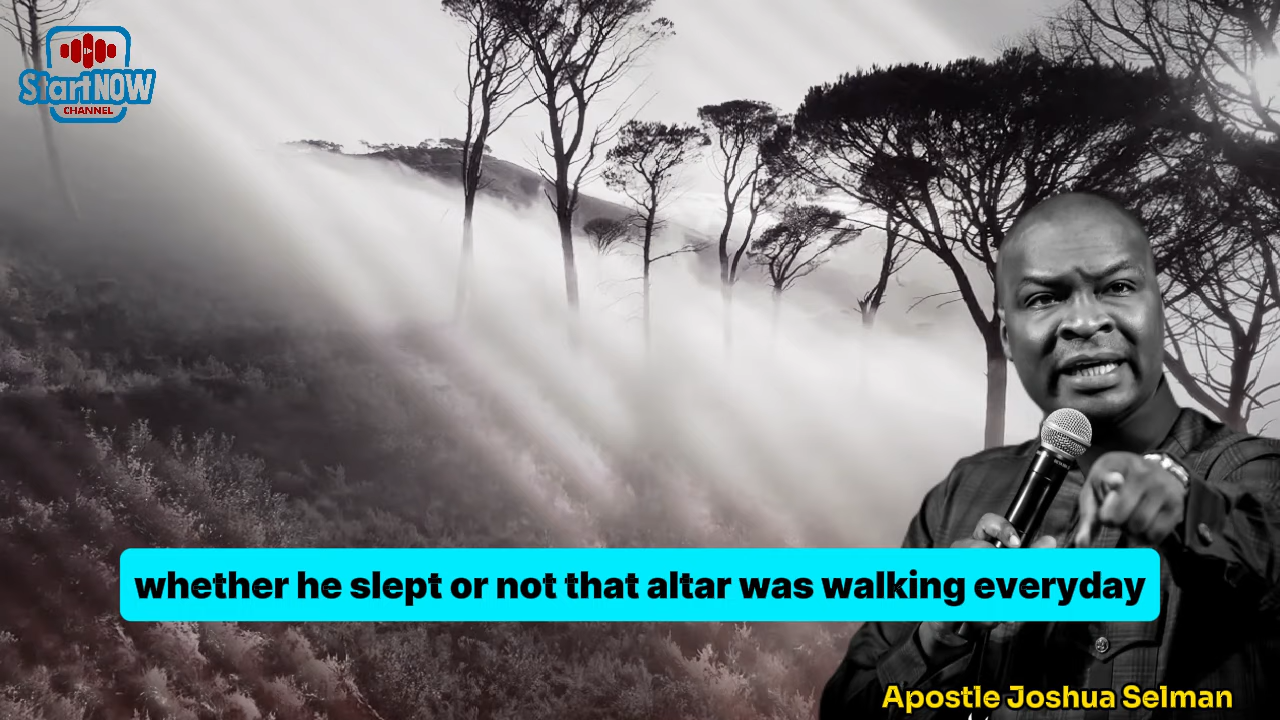 StartNOW
CHANNEL
whether he slept or not that altar was walking everyday
Apostle Joshua Selman